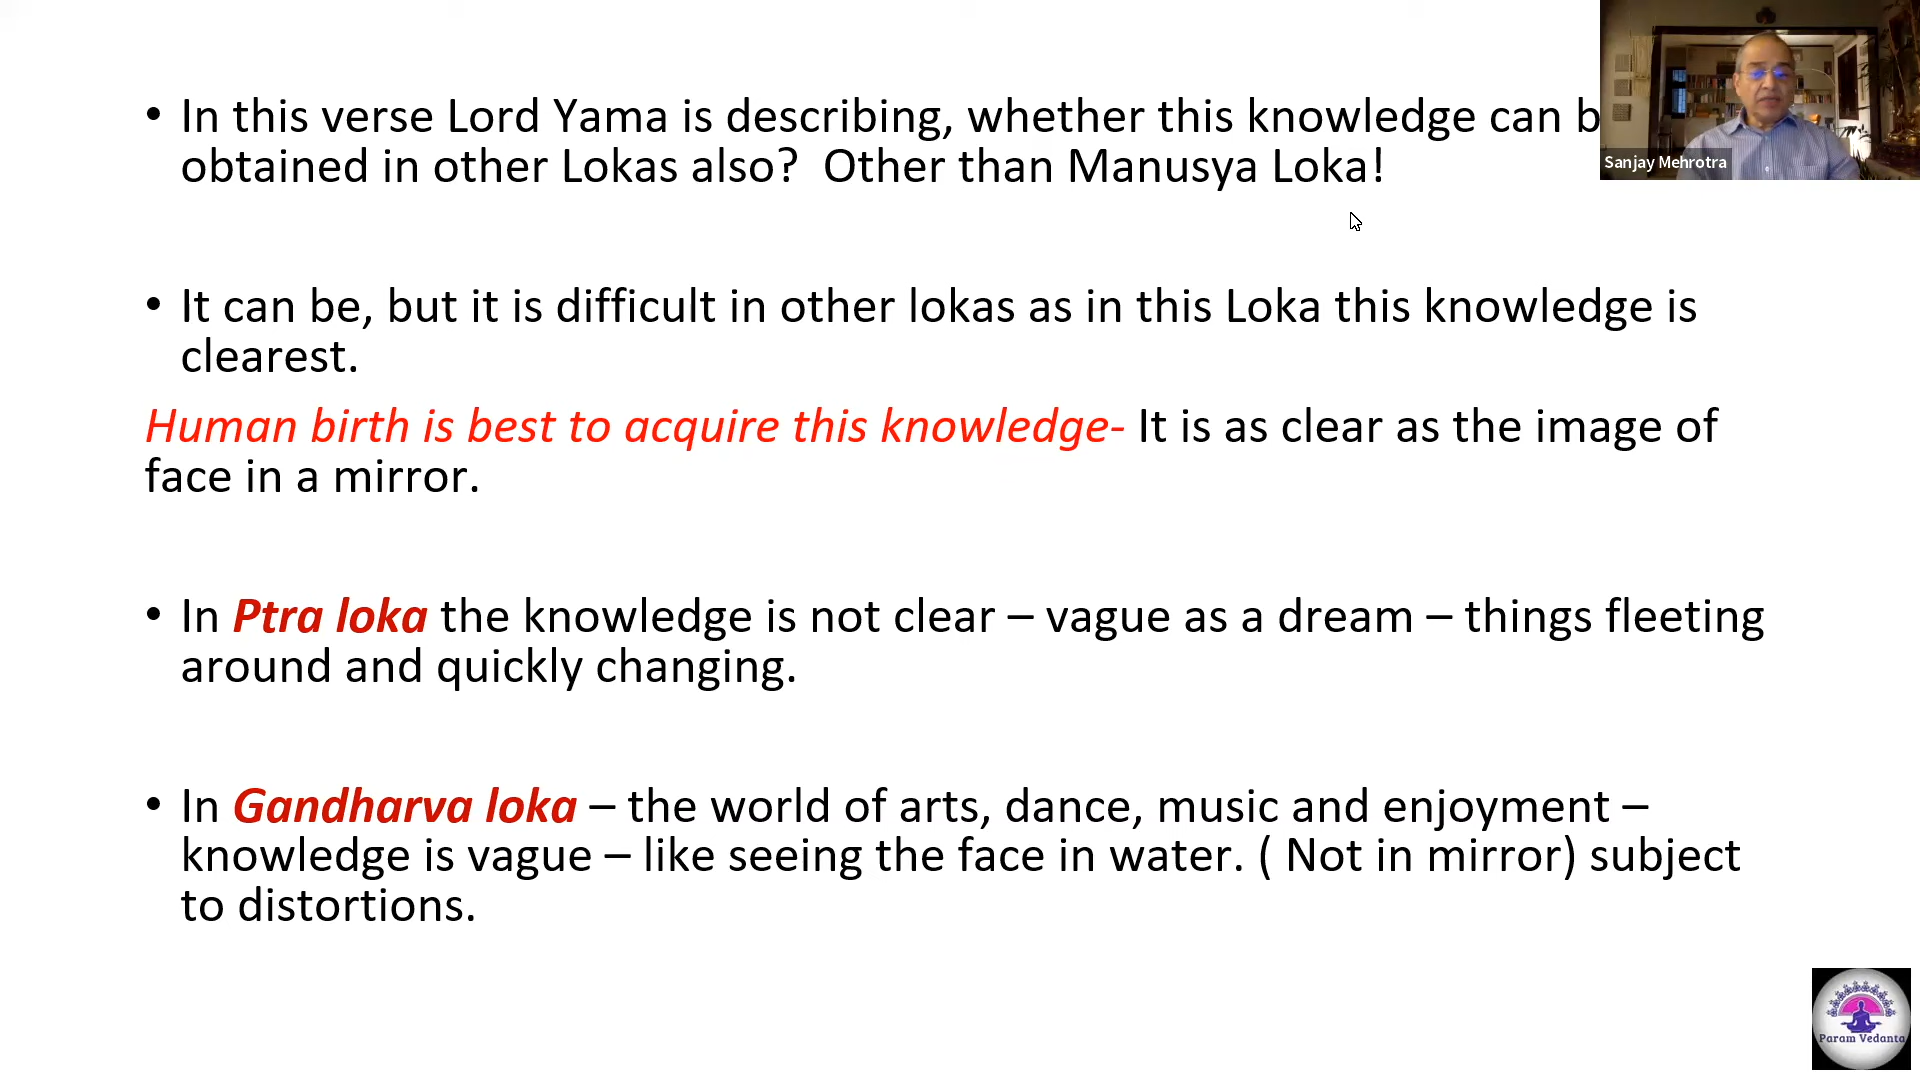 • In this verse Lord Yama is describing, whether this knowledge can b
obtained in other Lokas also?  Other than Manusya Loka!
Sanjay Mehrotra
• It can be, but it is difficult in other lokas as in this Loka this knowledge is
clearest.
Human birth is best to acquire this knowledge- It is as clear as the image of
face in a mirror.
• In Ptra loka the knowledge is not clear – vague as a dream – things fleeting
around and quickly changing.
• In Gandharva loka – the world of arts, dance, music and enjoyment –
knowledge is vague – like seeing the face in water. ( Not in mirror) subject
to distortions.
Param Vedanta